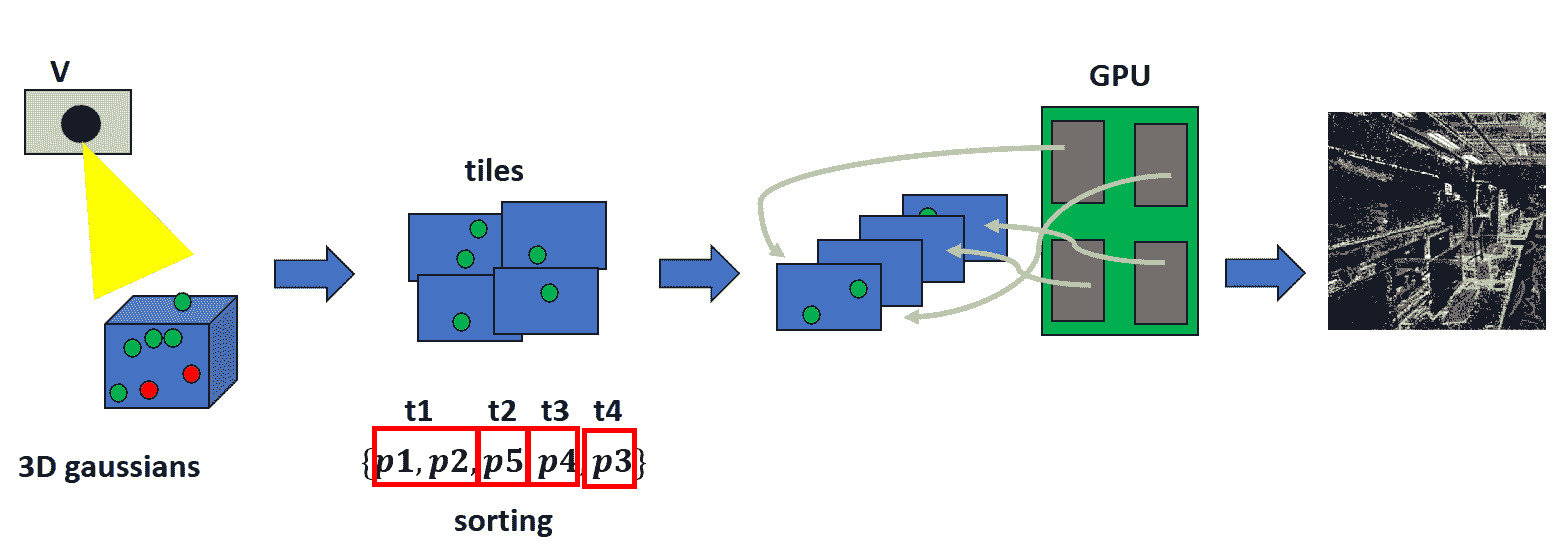 V
GPU
tiles
t1 t2 t3 t4
{p1, p2, p5 p4, p3}
3D gaussians
sorting